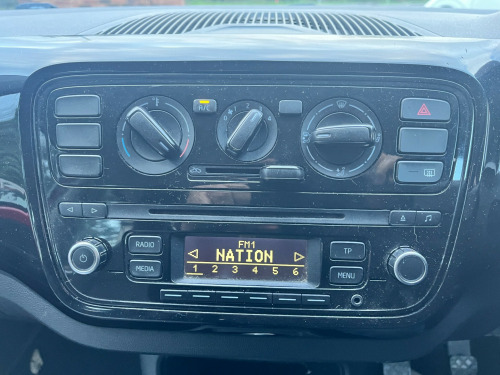 A/C
RADIO
MEDIA
FM1
NATION
1 2 3 4 5 6
TP
MENU